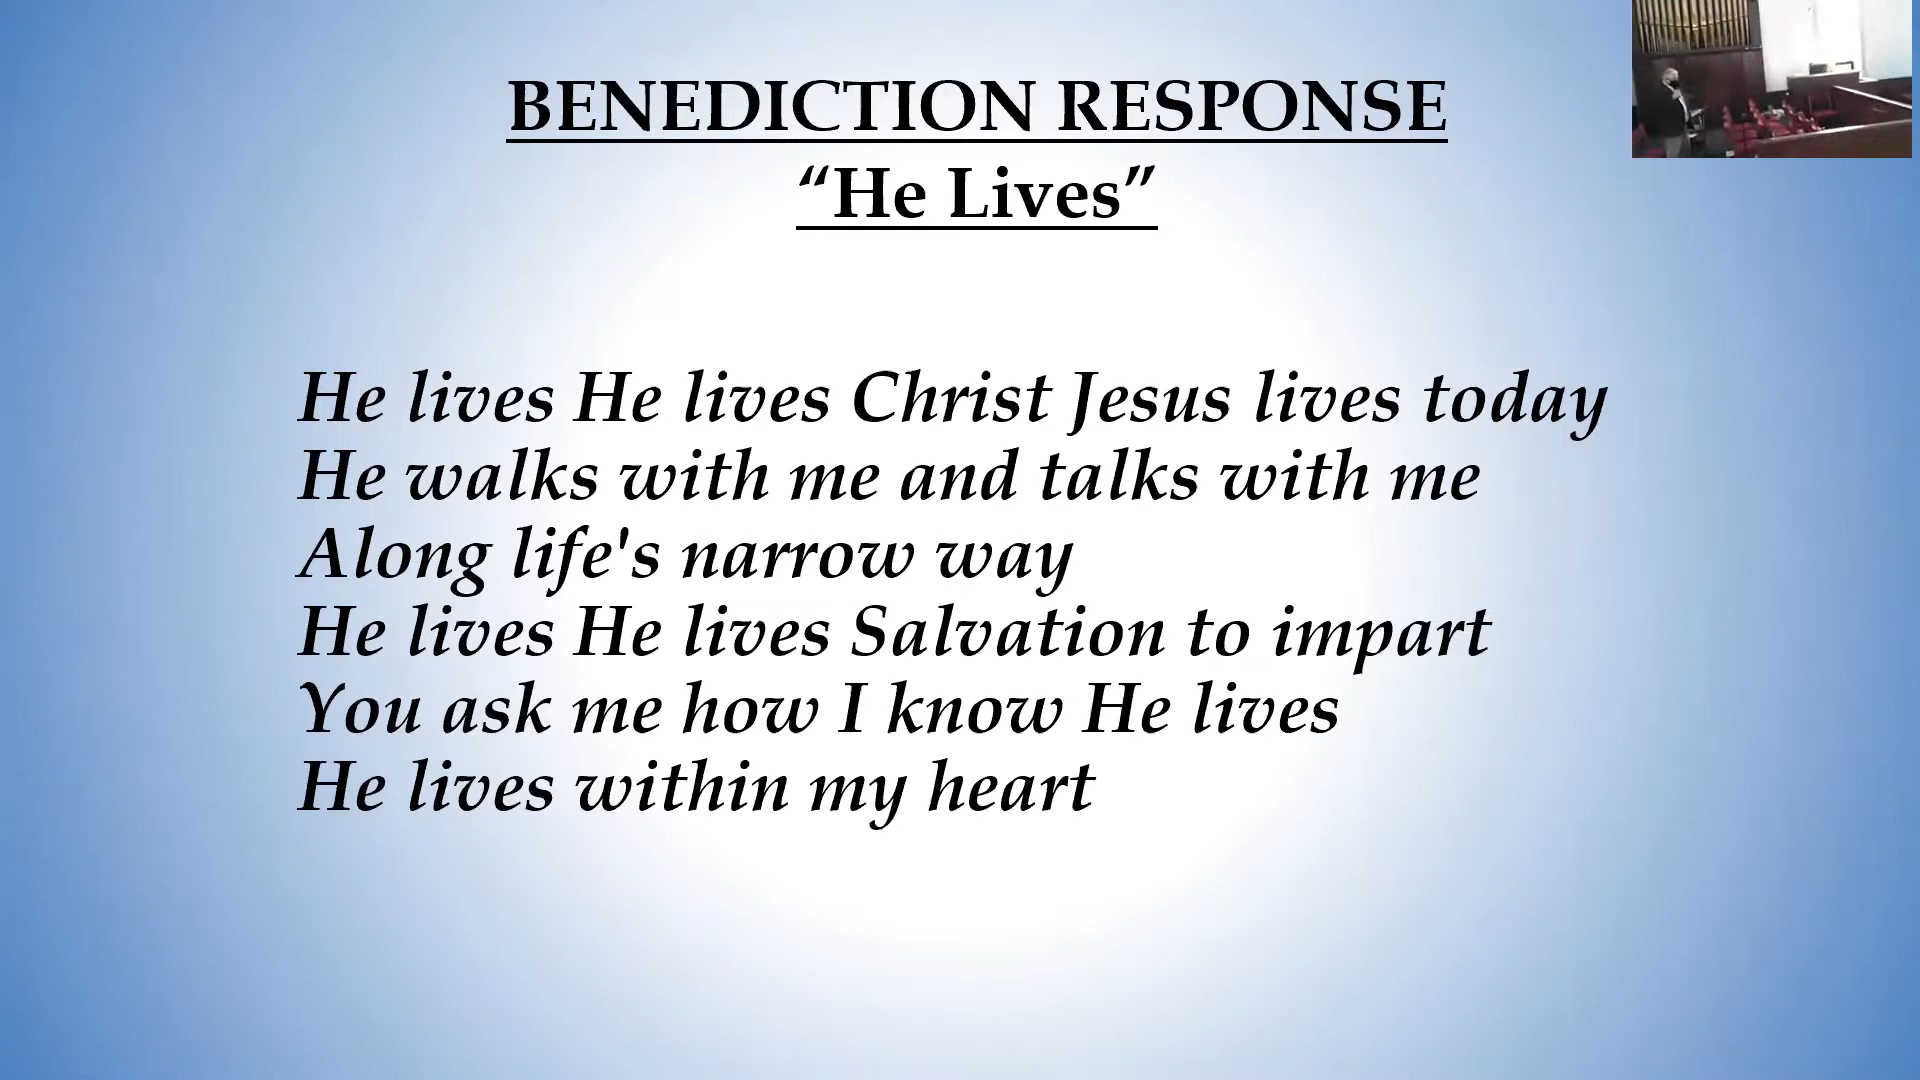 BENEDICTION RESPONSE
“He Lives”
He lives He lives Christ Jesus lives today
He walks with me and talks with me
Along life's narrow way
He lives He lives Salvation to impart
You ask me how I know He lives
He lives within my heart